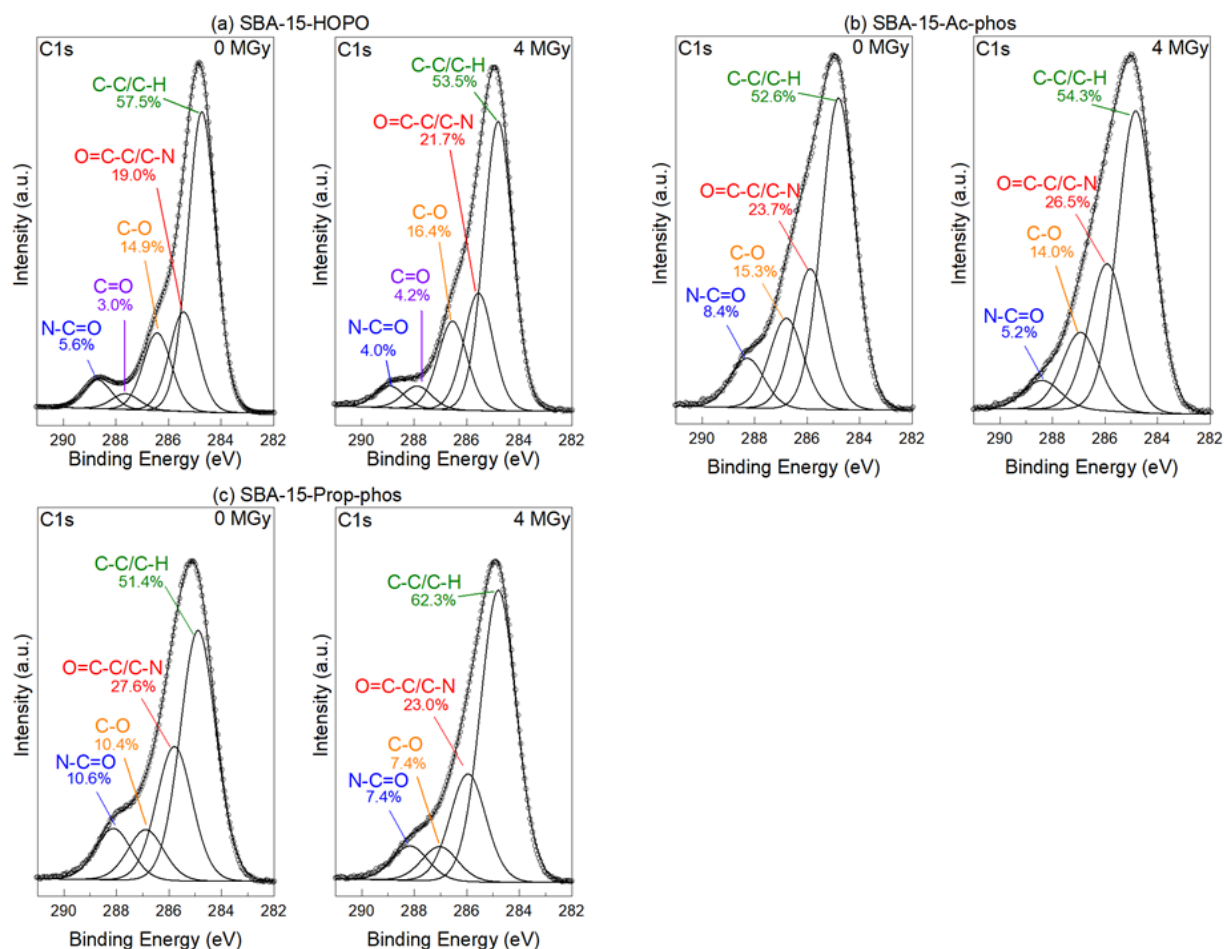 (a) SBA-15-HOPO
C1s
0 MGy
C-C/C-H
57.5%
O=C-C/C-N
19.0%
C-O
14.9%
C=O
3.0%
N-C=O
5.6%
Intensity (a.u.)
290 288 286 284 282
Binding Energy (eV)
C1s
4 MGy
C-C/C-H
53.5%
O=C-C/C-N
21.7%
C-O
16.4%
C=O
4.2%
N-C=O
4.0%
Intensity (a.u.)
290 288 286 284 282
Binding Energy (eV)
(b) SBA-15-Ac-phos
C1s
0 MGy
C-C/C-H
52.6%
O=C-C/C-N
23.7%
C-O
15.3%
N-C=O
8.4%
Intensity (a.u.)
290 288 286 284 282
Binding Energy (eV)
C1s
4 MGy
C-C/C-H
54.3%
O=C-C/C-N
26.5%
C-O
14.0%
N-C=O
5.2%
Intensity (a.u.)
290 288 286 284 282
Binding Energy (eV)
(c) SBA-15-Prop-phos
C1s
0 MGy
C-C/C-H
51.4%
O=C-C/C-N
27.6%
C-O
10.4%
N-C=O
10.6%
Intensity (a.u.)
290 288 286 284 282
Binding Energy (eV)
C1s
4 MGy
C-C/C-H
62.3%
O=C-C/C-N
23.0%
C-O
7.4%
N-C=O
7.4%
Intensity (a.u.)
290 288 286 284 282
Binding Energy (eV)